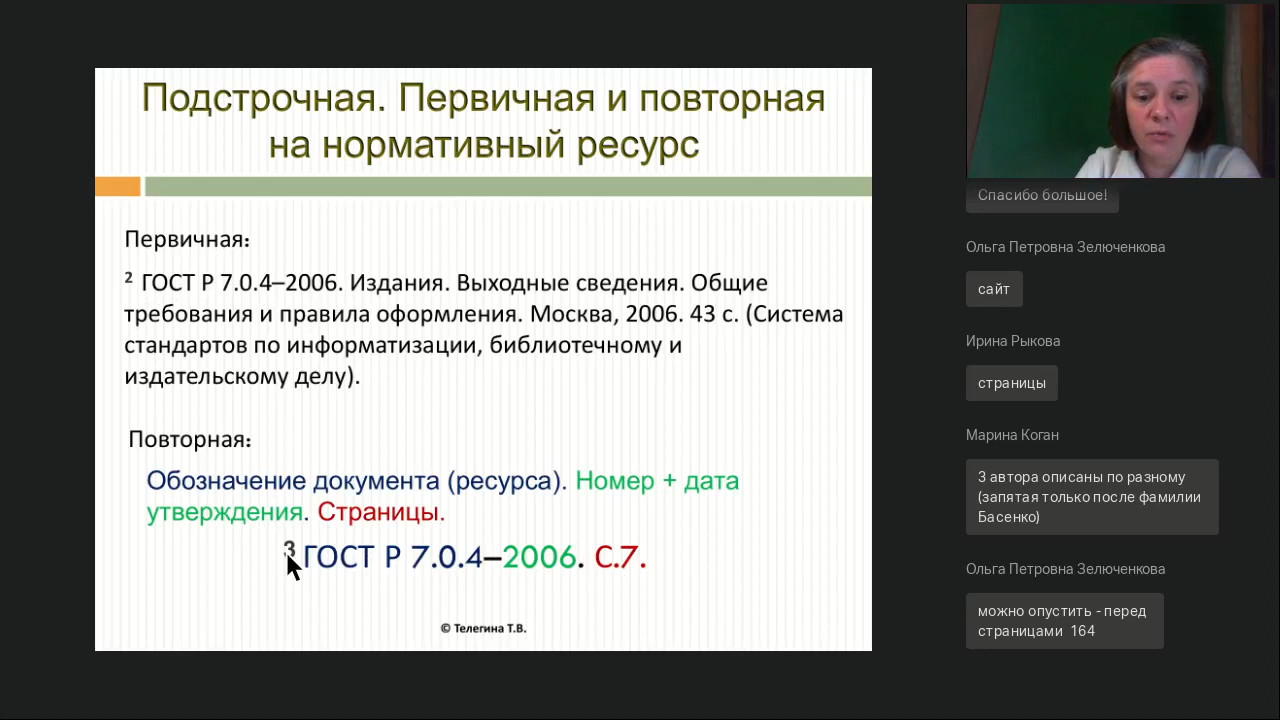 Подстрочная. Первичная и повторная
на нормативный ресурс
Первичная:
2 ГОСТ Р 7.0.4–2006. Издания. Выходные сведения. Общие
требования и правила оформления. Москва, 2006. 43 с. (Система
стандартов по информатизации, библиотечному и
издательскому делу).
Повторная:
Обозначение документа (ресурса). Номер + дата
утверждения. Страницы.
3 ГОСТ Р 7.0.4–2006. С.7.
© Телегина Т.В.
Спасибо большое!
Ольга Петровна Зелюченкова
сайт
Ирина Рыкова
страницы
Марина Коган
3 автора описаны по разному
(запятая только после фамилии
Басенко)
Ольга Петровна Зелюченкова
можно опустить - перед
страницами 164